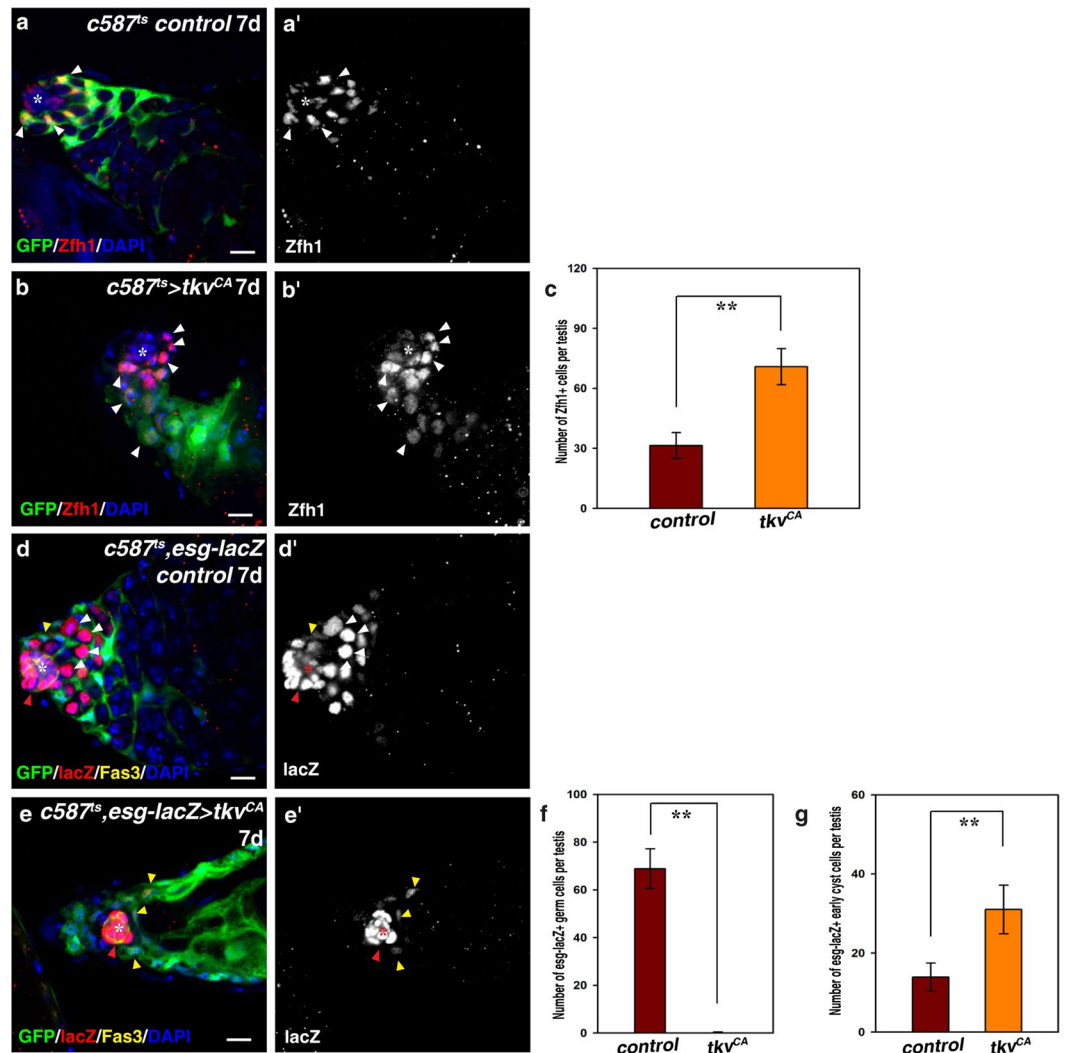 a
c587ts control 7d
*
GFP/Zfh1/DAPI
a'
*
Zfh1
b
c587ts>tkvCA 7d
*
GFP/Zfh1/DAPI
b'
*
Zfh1
c
120
90
60
30
0
Number of Zfh1+ cells per testis
**
control
tkvCA
d
c587ts,esg-lacZ
control 7d
*
GFP/lacZ/Fas3/DAPI
d'
*
lacZ
e
c587ts,esg-lacZ>tkvCA
7d
*
GFP/lacZ/Fas3/DAPI
e'
*
lacZ
f
100
80
60
40
20
0
Number of esg-lacZ+ germ cells per testis
**
control
tkvCA
g
60
40
20
0
Number of esg-lacZ+ early cyst cells per testis
**
control
tkvCA